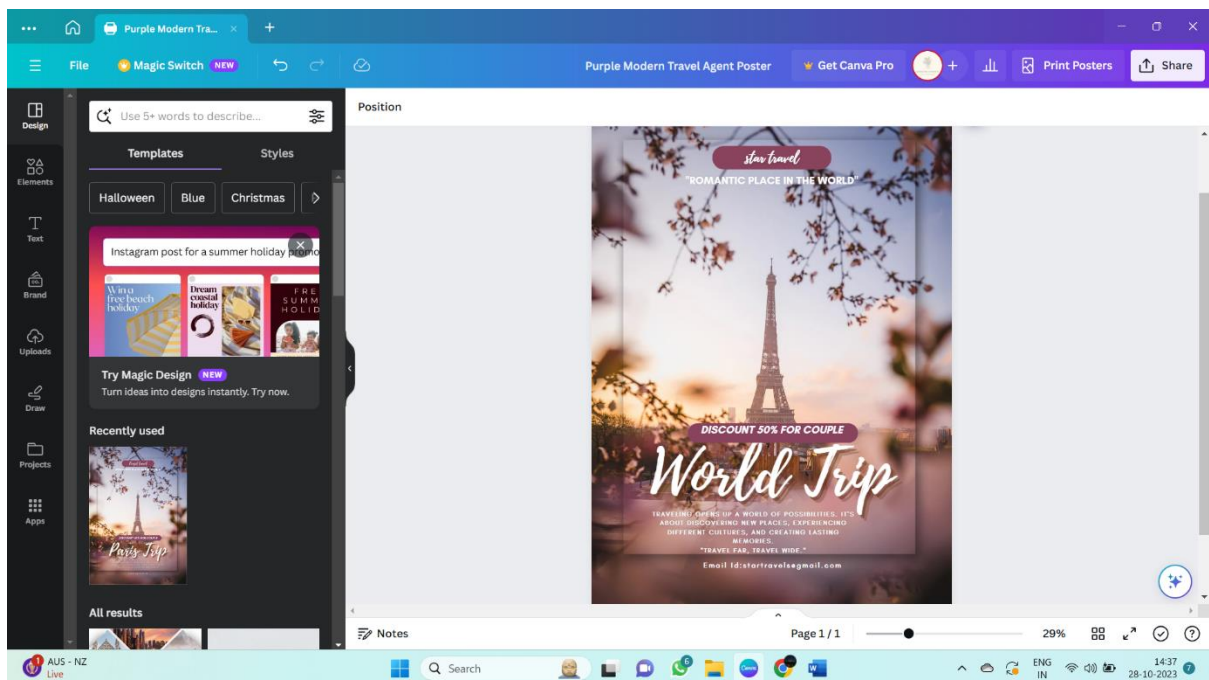 Purple Modern Tra...
File
Magic Switch NEW
Purple Modern Travel Agent Poster
Get Canva Pro
Print Posters
Share
Design
Elements
Text
Brand
Uploads
Draw
Projects
Apps
Use 5+ words to describe...
Templates
Styles
Halloween
Blue
Christmas
Instagram post for a summer holiday promo
Win a
free beach
holiday
Dream
coastal
holiday
FRE
SUMM
HOLID
Try Magic Design NEW
Turn ideas into designs instantly. Try now.
Recently used
Paris Trip
All results
Position
star travel
"ROMANTIC PLACE IN THE WORLD"
DISCOUNT 50% FOR COUPLE
World Trip
TRAVELING OPENS UP A WORLD OF POSSIBILITIES. IT'S
ABOUT DISCOVERING NEW PLACES, EXPERIENCING
DIFFERENT CULTURES, AND CREATING LASTING
MEMORIES.
"TRAVEL FAR, TRAVEL WIDE."
Email Id:startravels@gmail.com
Notes
Page 1 / 1
29%
AUS - NZ
Live
Search
6
ENG
IN
14:37
28-10-2023
7